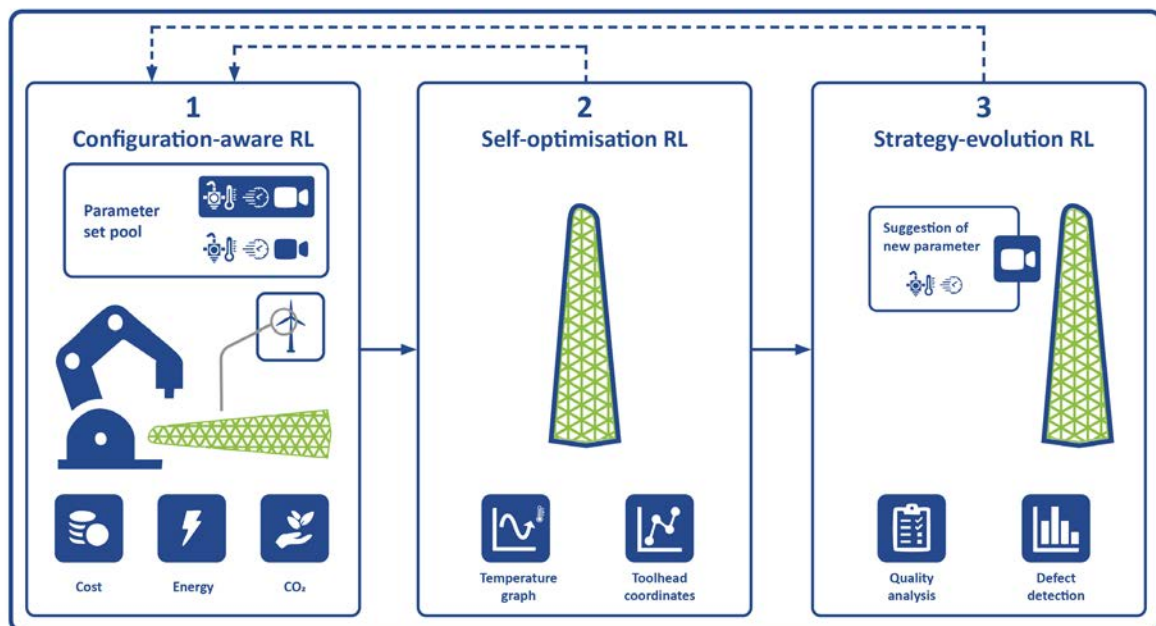 1
Configuration-aware RL
Parameter
set pool
Cost
Energy
CO₂
2
Self-optimisation RL
Temperature
graph
Toolhead
coordinates
3
Strategy-evolution RL
Suggestion of
new parameter
Quality
analysis
Defect
detection